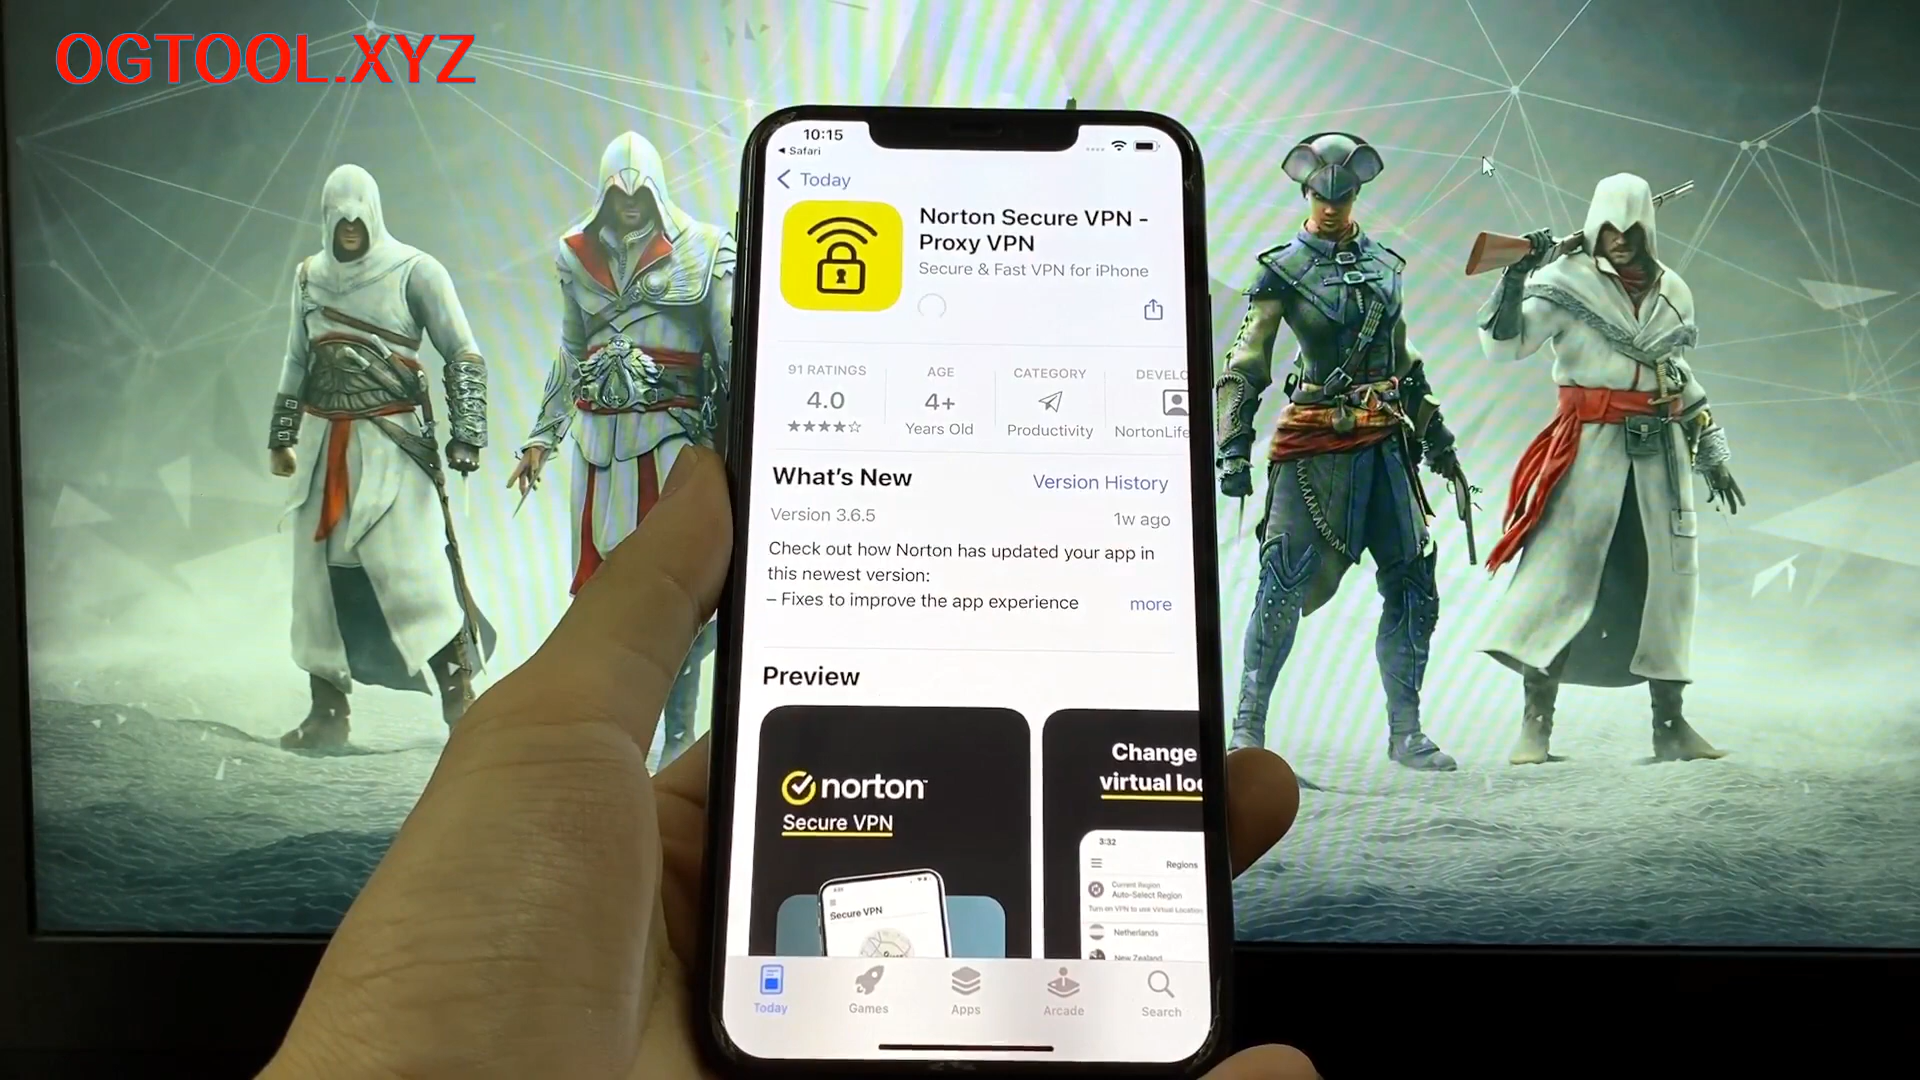 OGTOOL.XYZ
10:15
Safari
Today
Norton Secure VPN -
Proxy VPN
Secure & Fast VPN for iPhone
91 RATINGS
4.0
AGE
4+
Years Old
CATEGORY
Productivity
DEVELO
NortonLife
What's New
Version History
Version 3.6.5
1w ago
Check out how Norton has updated your app in
this newest version:
– Fixes to improve the app experience
more
Preview
norton
Secure VPN
Secure VPN
Change
virtual loc
3:32
Regions
Current Region
Auto-Select Region
Turn on VPN to use Virtual Location
Netherlands
New Zealand
Today
Games
Apps
Arcade
Search